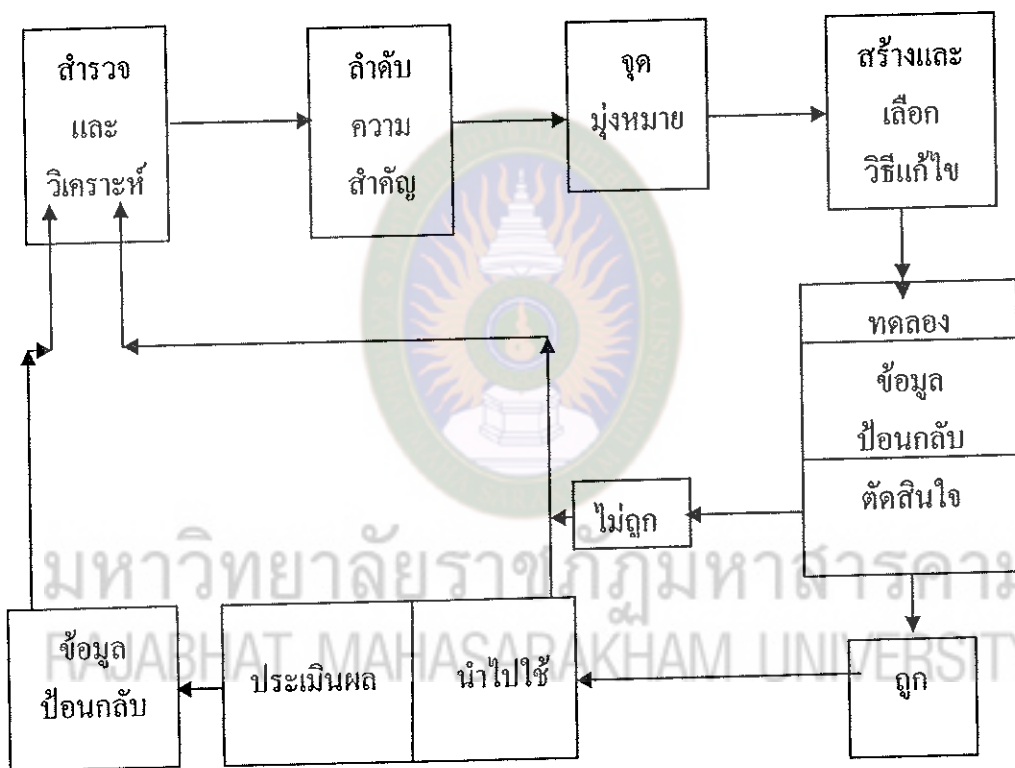 สำรวจ
และ
วิเคราะห์
ลำดับ
ความ
สำคัญ
จุด
มุ่งหมาย
สร้างและ
เลือก
วิธีแก้ไข
ทดลอง
ข้อมูล
ป้อนกลับ
ตัดสินใจ
ไม่ถูก
ถูก
นำไปใช้
ประเมินผล
ข้อมูล
ป้อนกลับ
มหาวิทยาลัยราชภัฏมหาสารคาม
RAJABHAT MAHASARAKHAM UNIVERSITY